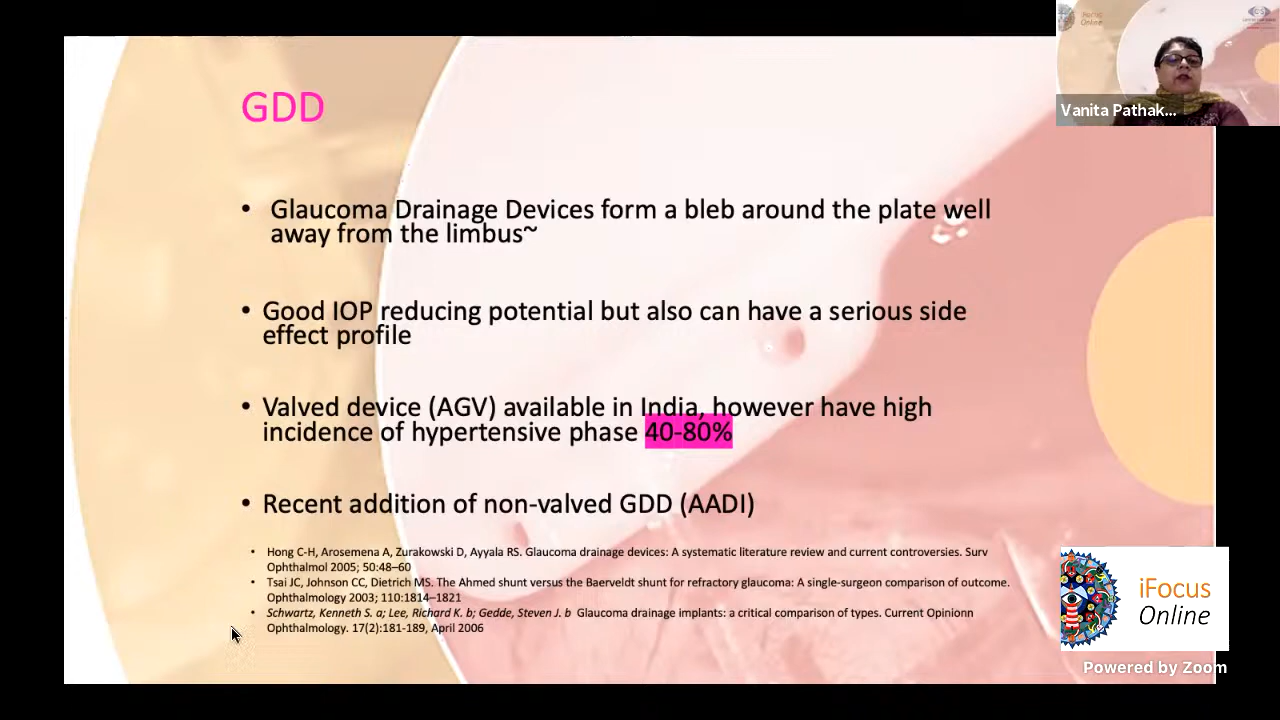 iFocus
Online
Vanita Pathak...
GDD
• Glaucoma Drainage Devices form a bleb around the plate well
away from the limbus~
• Good IOP reducing potential but also can have a serious side
effect profile
• Valved device (AGV) available in India, however have high
incidence of hypertensive phase 40-80%
• Recent addition of non-valved GDD (AADI)
• Hong C-H, Arosemena A, Zurakowski D, Ayyala RS. Glaucoma drainage devices: A systematic literature review and current controversies. Surv
Ophthalmol 2005; 50:48–60
• Tsai JC, Johnson CC, Dietrich MS. The Ahmed shunt versus the Baerveldt shunt for refractory glaucoma: A single-surgeon comparison of outcome.
Ophthalmology 2003; 110:1814–1821
• Schwartz, Kenneth S. a; Lee, Richard K. b; Gedde, Steven J. b Glaucoma drainage implants: a critical comparison of types. Current Opinionn
Ophthalmology. 17(2):181-189, April 2006
iFocus
Online
Powered by Zoom